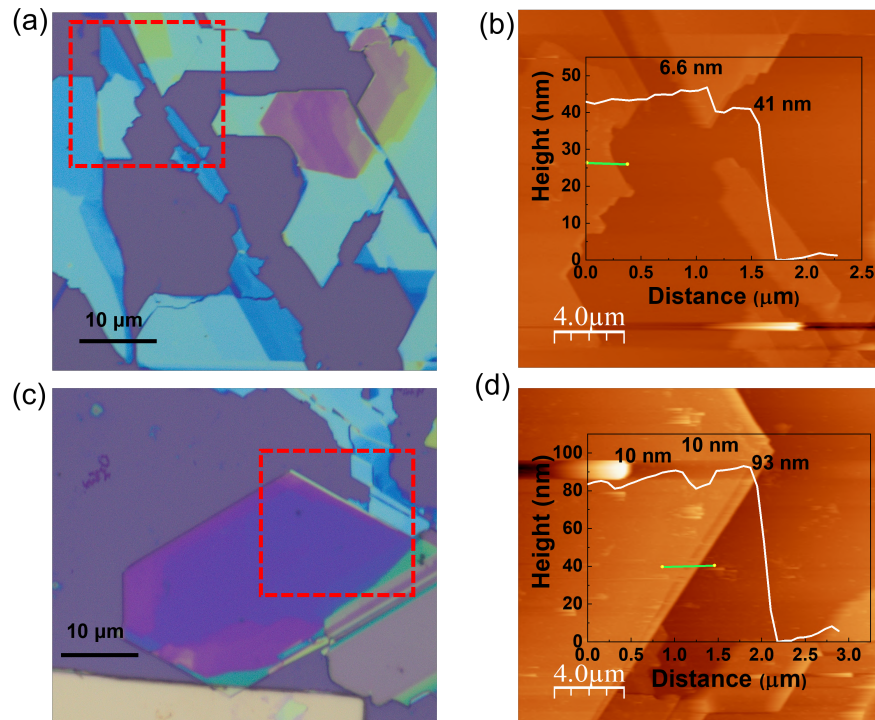 (a)
10 μm
(b)
6.6 nm
41 nm
50
40
30
20
10
0
Height (nm)
0.0 0.5 1.0 1.5 2.0 2.5
Distance (μm)
4.0μm
(c)
10 μm
(d)
10 nm
10 nm
93 nm
100
80
60
40
20
0
Height (nm)
0.0 0.5 1.0 1.5 2.0 2.5 3.0
Distance (μm)
4.0μm